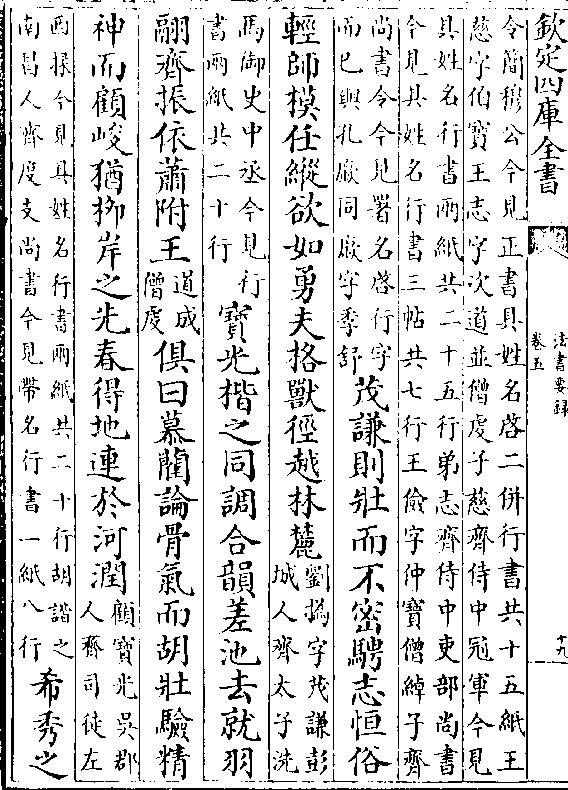 欽定四庫全書
法書要錄
卷五
十九
令簡穆公今見正書具姓名啓二併行書共十五紙王
慈字伯寶王志字次道並僧虔子慈齊侍中冠軍今見
具姓名行書兩紙共二十五行弟志齊侍中吏部尚書
今見具姓名行書三帖共七行王儉字仲寶僧綽子齊
尚書令今見署名啓行字
而已與孔廠同廠字季舒
茂謙則壯而不密騁志恒俗
輕師模任縱欲如勇夫格獸徑越林麓
劉撝字茂謙彭
城人齊太子洗
馬御史中丞今見行
書兩紙共二十行
寶光楷之同調合韻差池去就羽
翮齊振依蕭附王
道成
僧虔
俱曰慕藺論骨氣而胡壯驗精
神而顧峻猶柳岸之先春得地連於河潤
顧寶光吳郡
人齊司徒左
西掾今見具姓名行書兩紙共二十行胡諧之
南昌人齊度支尚書今見帶名行書一紙八行
希秀之